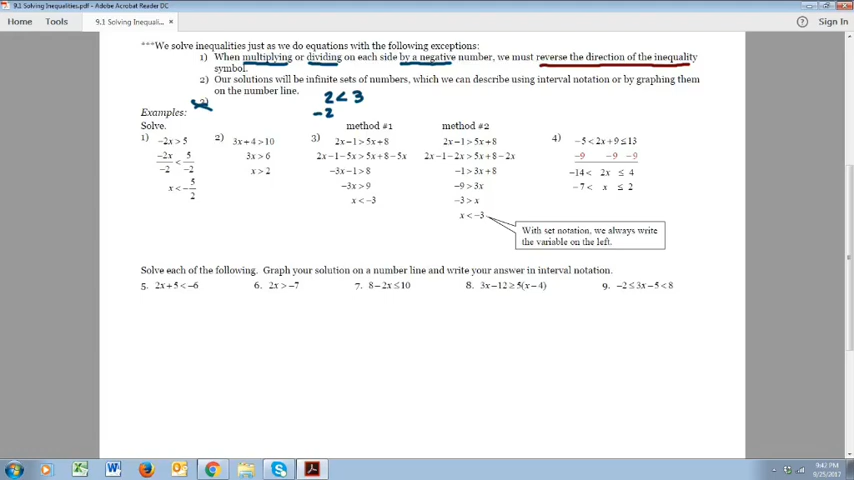 9.1 Solving Inequalities.pdf - Adobe Acrobat Reader DC
Home Tools 9.1 Solving Inequali... × Sign In
***We solve inequalities just as we do equations with the following exceptions:
1) When multiplying or dividing on each side by a negative number, we must reverse the direction of the inequality
symbol.
2) Our solutions will be infinite sets of numbers, which we can describe using interval notation or by graphing them
on the number line.
3)
2 < 3
-2
Examples:
Solve.
method #1 method #2
1) -2x > 5 2) 3x+4 > 10 3) 2x-1 > 5x+8 2x-1 > 5x+8 4) -5 < 2x+9 ≤ 13
-2x/-2 < 5/-2 3x > 6 2x-1-5x > 5x+8-5x 2x-1-2x > 5x+8-2x -9 -9 -9
x < -5/2 x > 2 -3x-1 > 8 -1 > 3x+8 -14 < 2x ≤ 4
-3x > 9 -9 > 3x -7 < x ≤ 2
x < -3 -3 > x
x < -3
With set notation, we always write
the variable on the left.
Solve each of the following. Graph your solution on a number line and write your answer in interval notation.
5. 2x+5 < -6 6. 2x > -7 7. 8-2x ≤ 10 8. 3x-12 ≥ 5(x-4) 9. -2 ≤ 3x-5 < 8
9:42 PM
9/25/2017